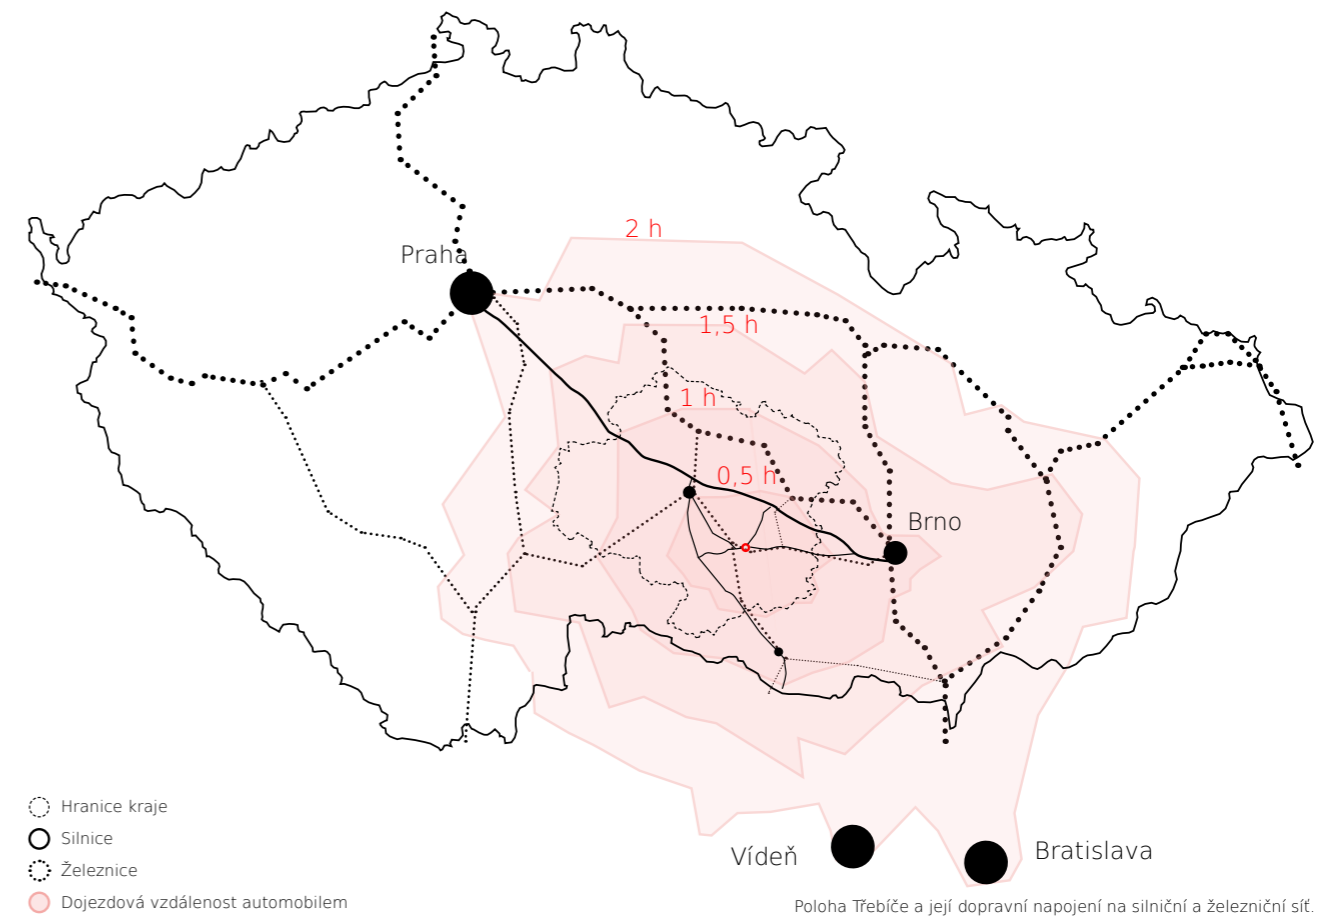 2 h
Praha
1,5 h
1 h
0,5 h
Brno
Hranice kraje
Silnice
Železnice
Dojezdová vzdálenost automobilem
Vídeň
Bratislava
Poloha Třebíče a její dopravní napojení na silniční a železniční síť.